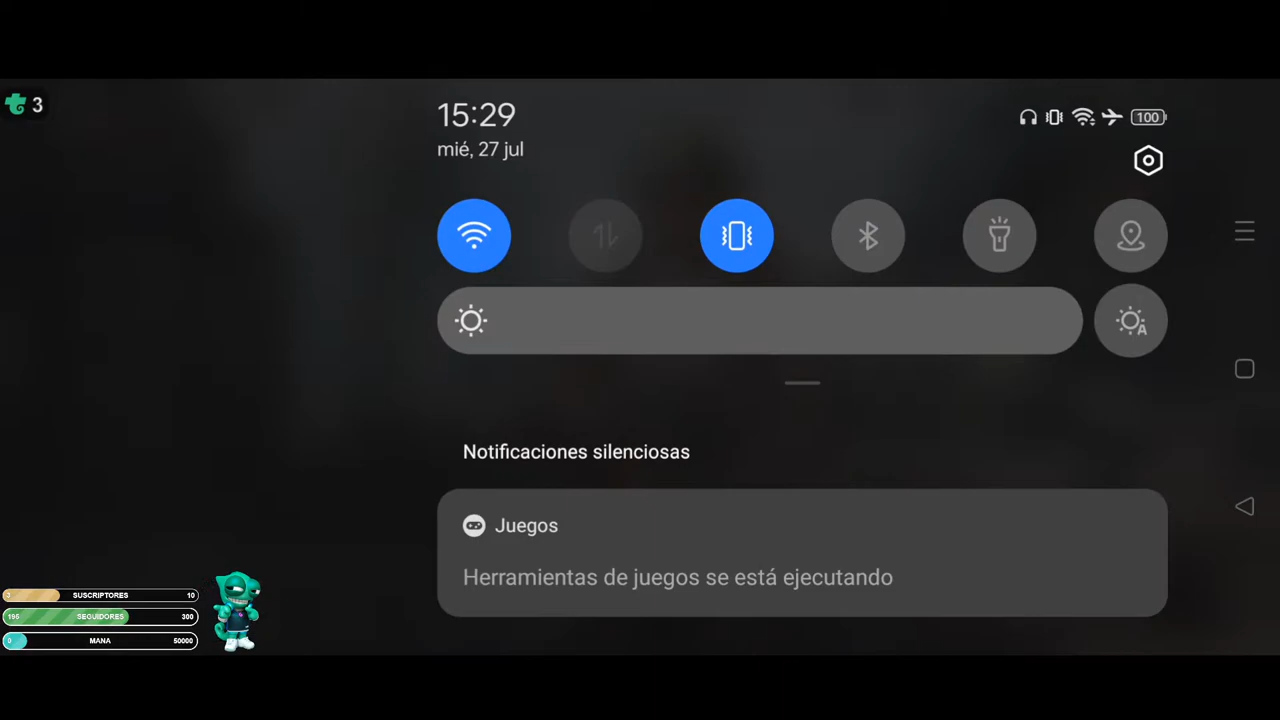 3
15:29
mié, 27 jul
100
A
Notificaciones silenciosas
Juegos
Herramientas de juegos se está ejecutando
3 SUSCRIPTORES 10
195 SEGUIDORES 300
0 MANA 50000